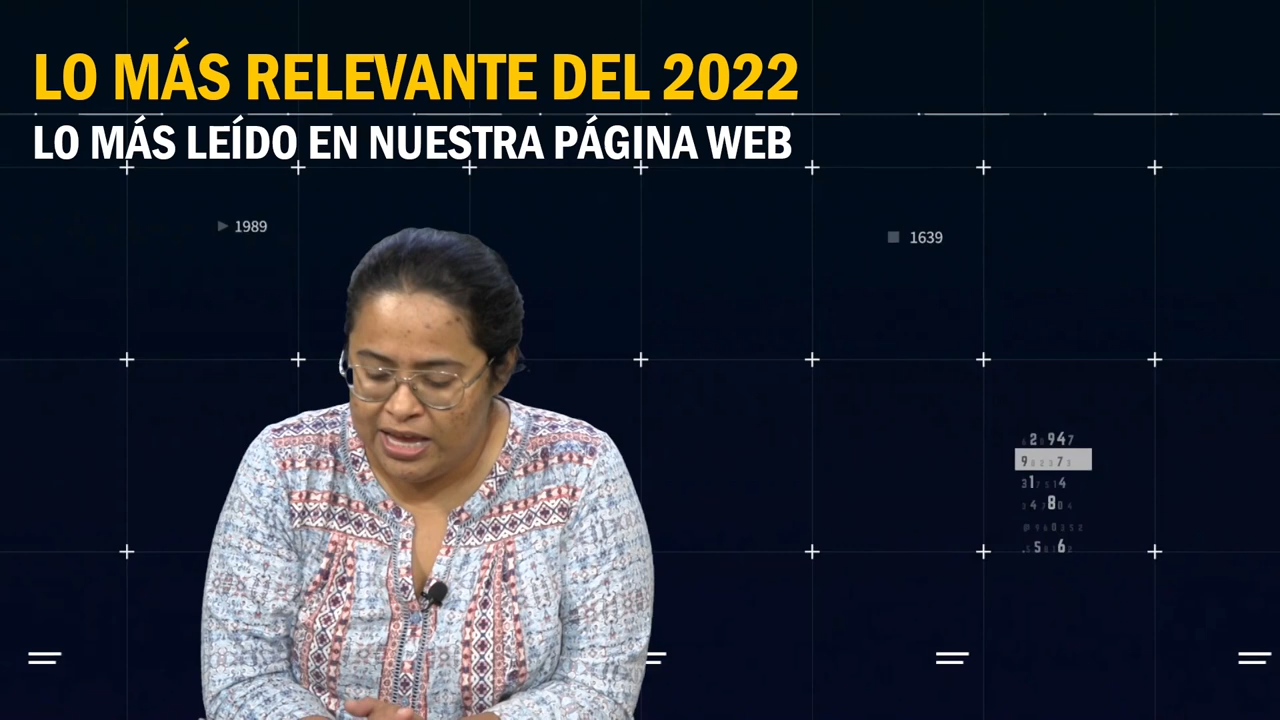 LO MÁS RELEVANTE DEL 2022
LO MÁS LEÍDO EN NUESTRA PÁGINA WEB
1989
1639